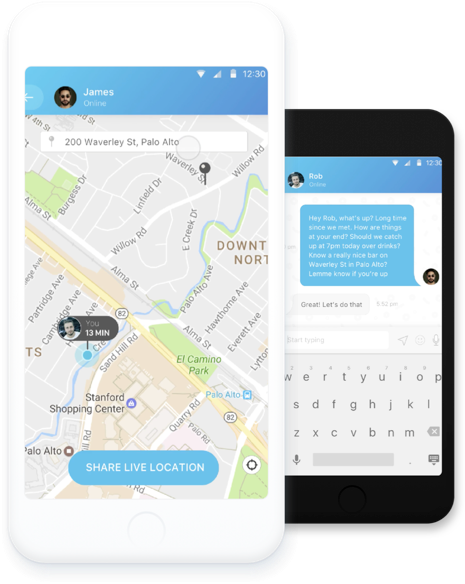 12:30
James
Online
200 Waverley St, Palo Alto
4th St
Waverley St
Willow Rd
Burgess Dr
Linfield Dr
E Creek Dr
Alma St
Willow Rd
DOWNT
NORT
Alma St
Palo Alto Ave
Partridge Ave
Cambridge Ave
82
Hawthorne Ave
Everett Ave
You
13 MIN
TS
Sand Hill Rd
El Camino
Park
Lytto
Stanford
Shopping Center
Palo Alto
Quarry Rd
82
Palo Rd
Palo Alto
SHARE LIVE LOCATION
12:30
Rob
Online
Hey Rob, what's up? Long time
since we met. How are things
at your end? Should we catch
up at 7pm today over drinks?
Know a really nice bar on
Waverley St in Palo Alto?
Lemme know if you're up
Great! Let's do that
5:52 pm
Start typing
w e r t y u i o p
s d f g h j k l
z x c v b n m
.